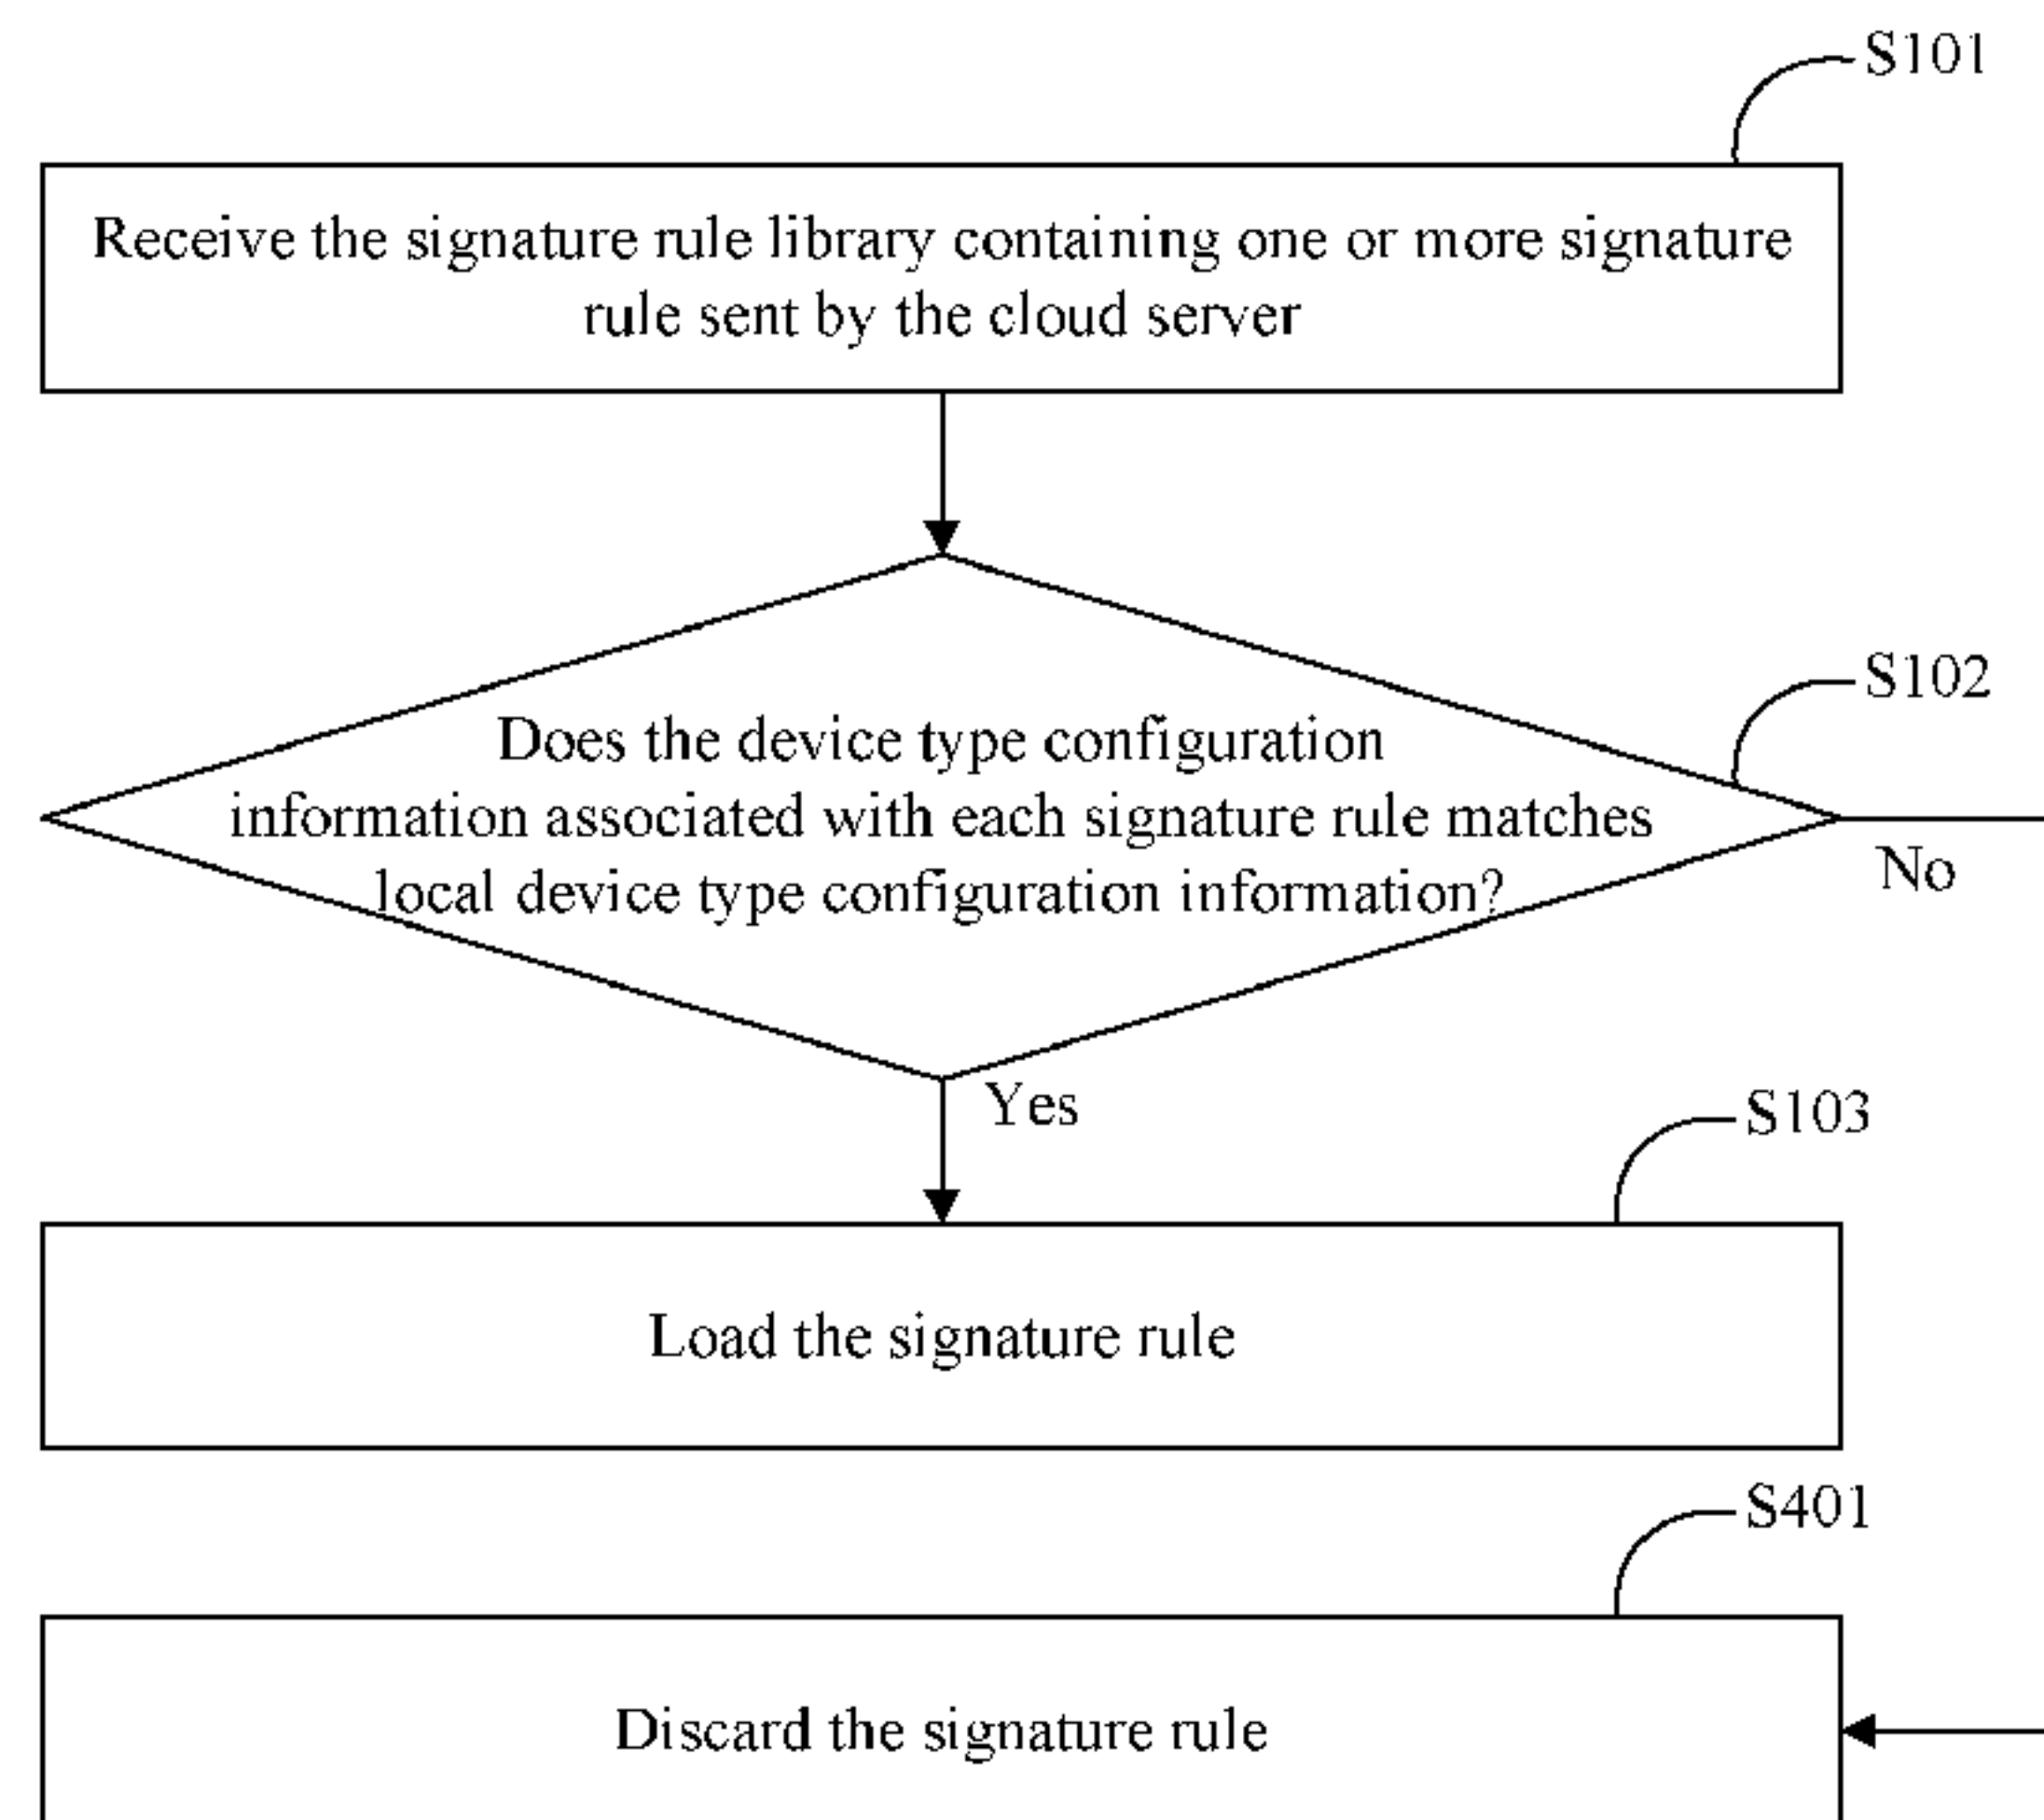 S101
Receive the signature rule library containing one or more signature
rule sent by the cloud server
S102
Does the device type configuration
information associated with each signature rule matches
local device type configuration information?
No
Yes
S103
Load the signature rule
S401
Discard the signature rule